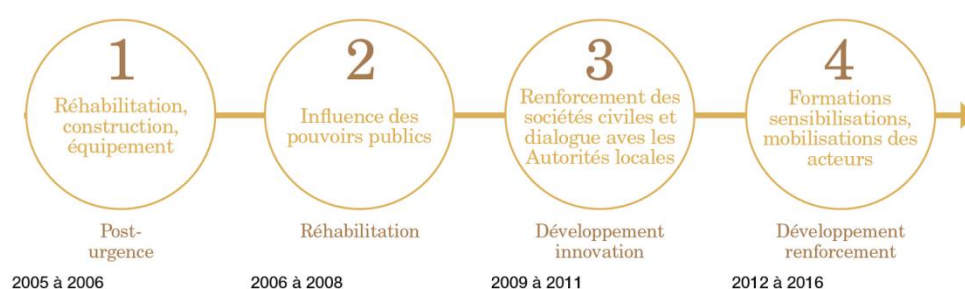 1
Réhabilitation,
construction,
équipement
2
Influence des
pouvoirs publics
3
Renforcement des
sociétés civiles et
dialogue aves les
Autorités locales
4
Formations
sensibilisations,
mobilisations des
acteurs
Post-
urgence
Réhabilitation
Développement
innovation
Développement
renforcement
2005 à 2006
2006 à 2008
2009 à 2011
2012 à 2016